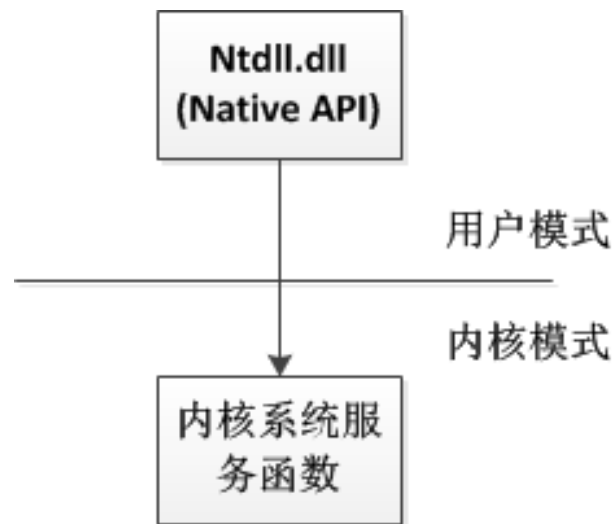 Ntdll.dll
(Native API)
用户模式
内核模式
内核系统服
务函数